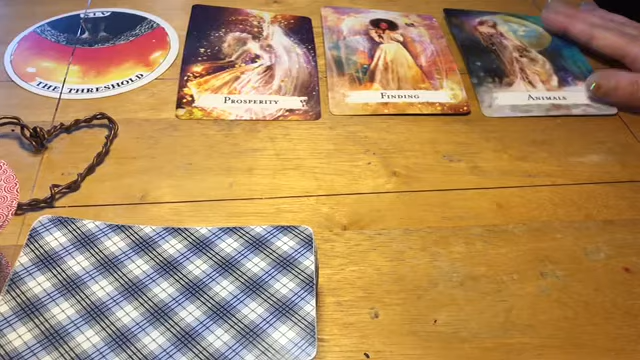 XIV
THE THRESHOLD
PROSPERITY
FINDING
ANIMALS